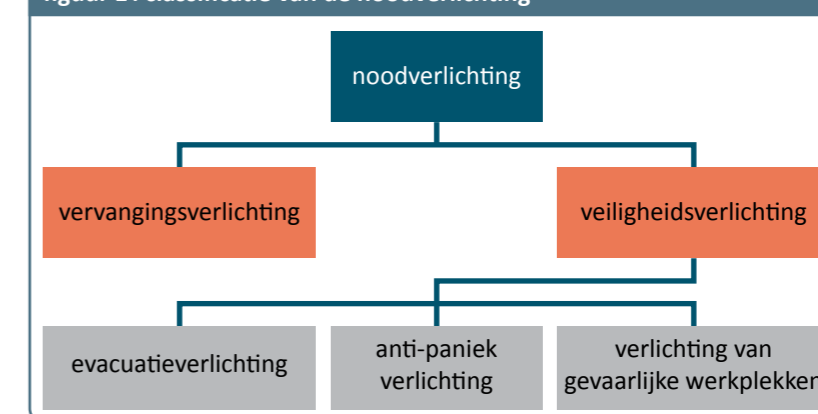 noodverlichting
vervangingsverlichting
veiligheidsverlichting
evacuatieverlichting
anti-paniek
verlichting
verlichting van
gevaarlijke werkplekken